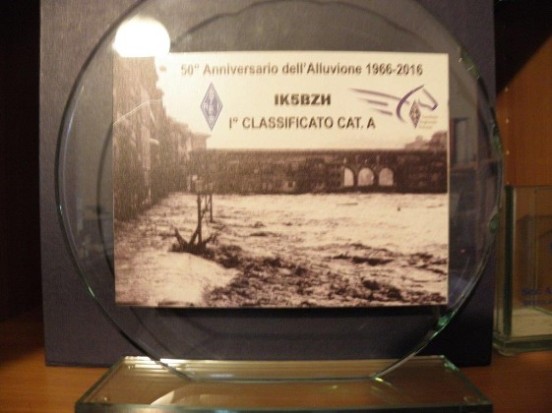 50° Anniversario dell'Alluvione 1966-2016
IK5BZH
I° CLASSIFICATO CAT. A